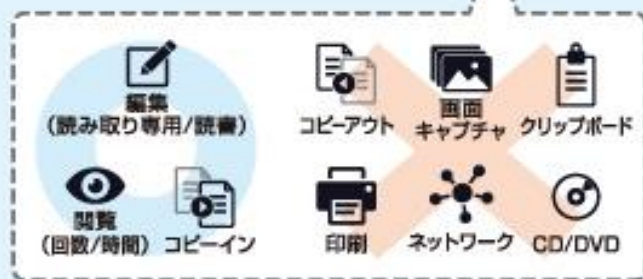 編集
(読み取り専用/読書)
閲覧
(回数/時間)
コピーイン
コピーアウト
画面
キャプチャ
クリップボード
印刷
ネットワーク
CD/DVD